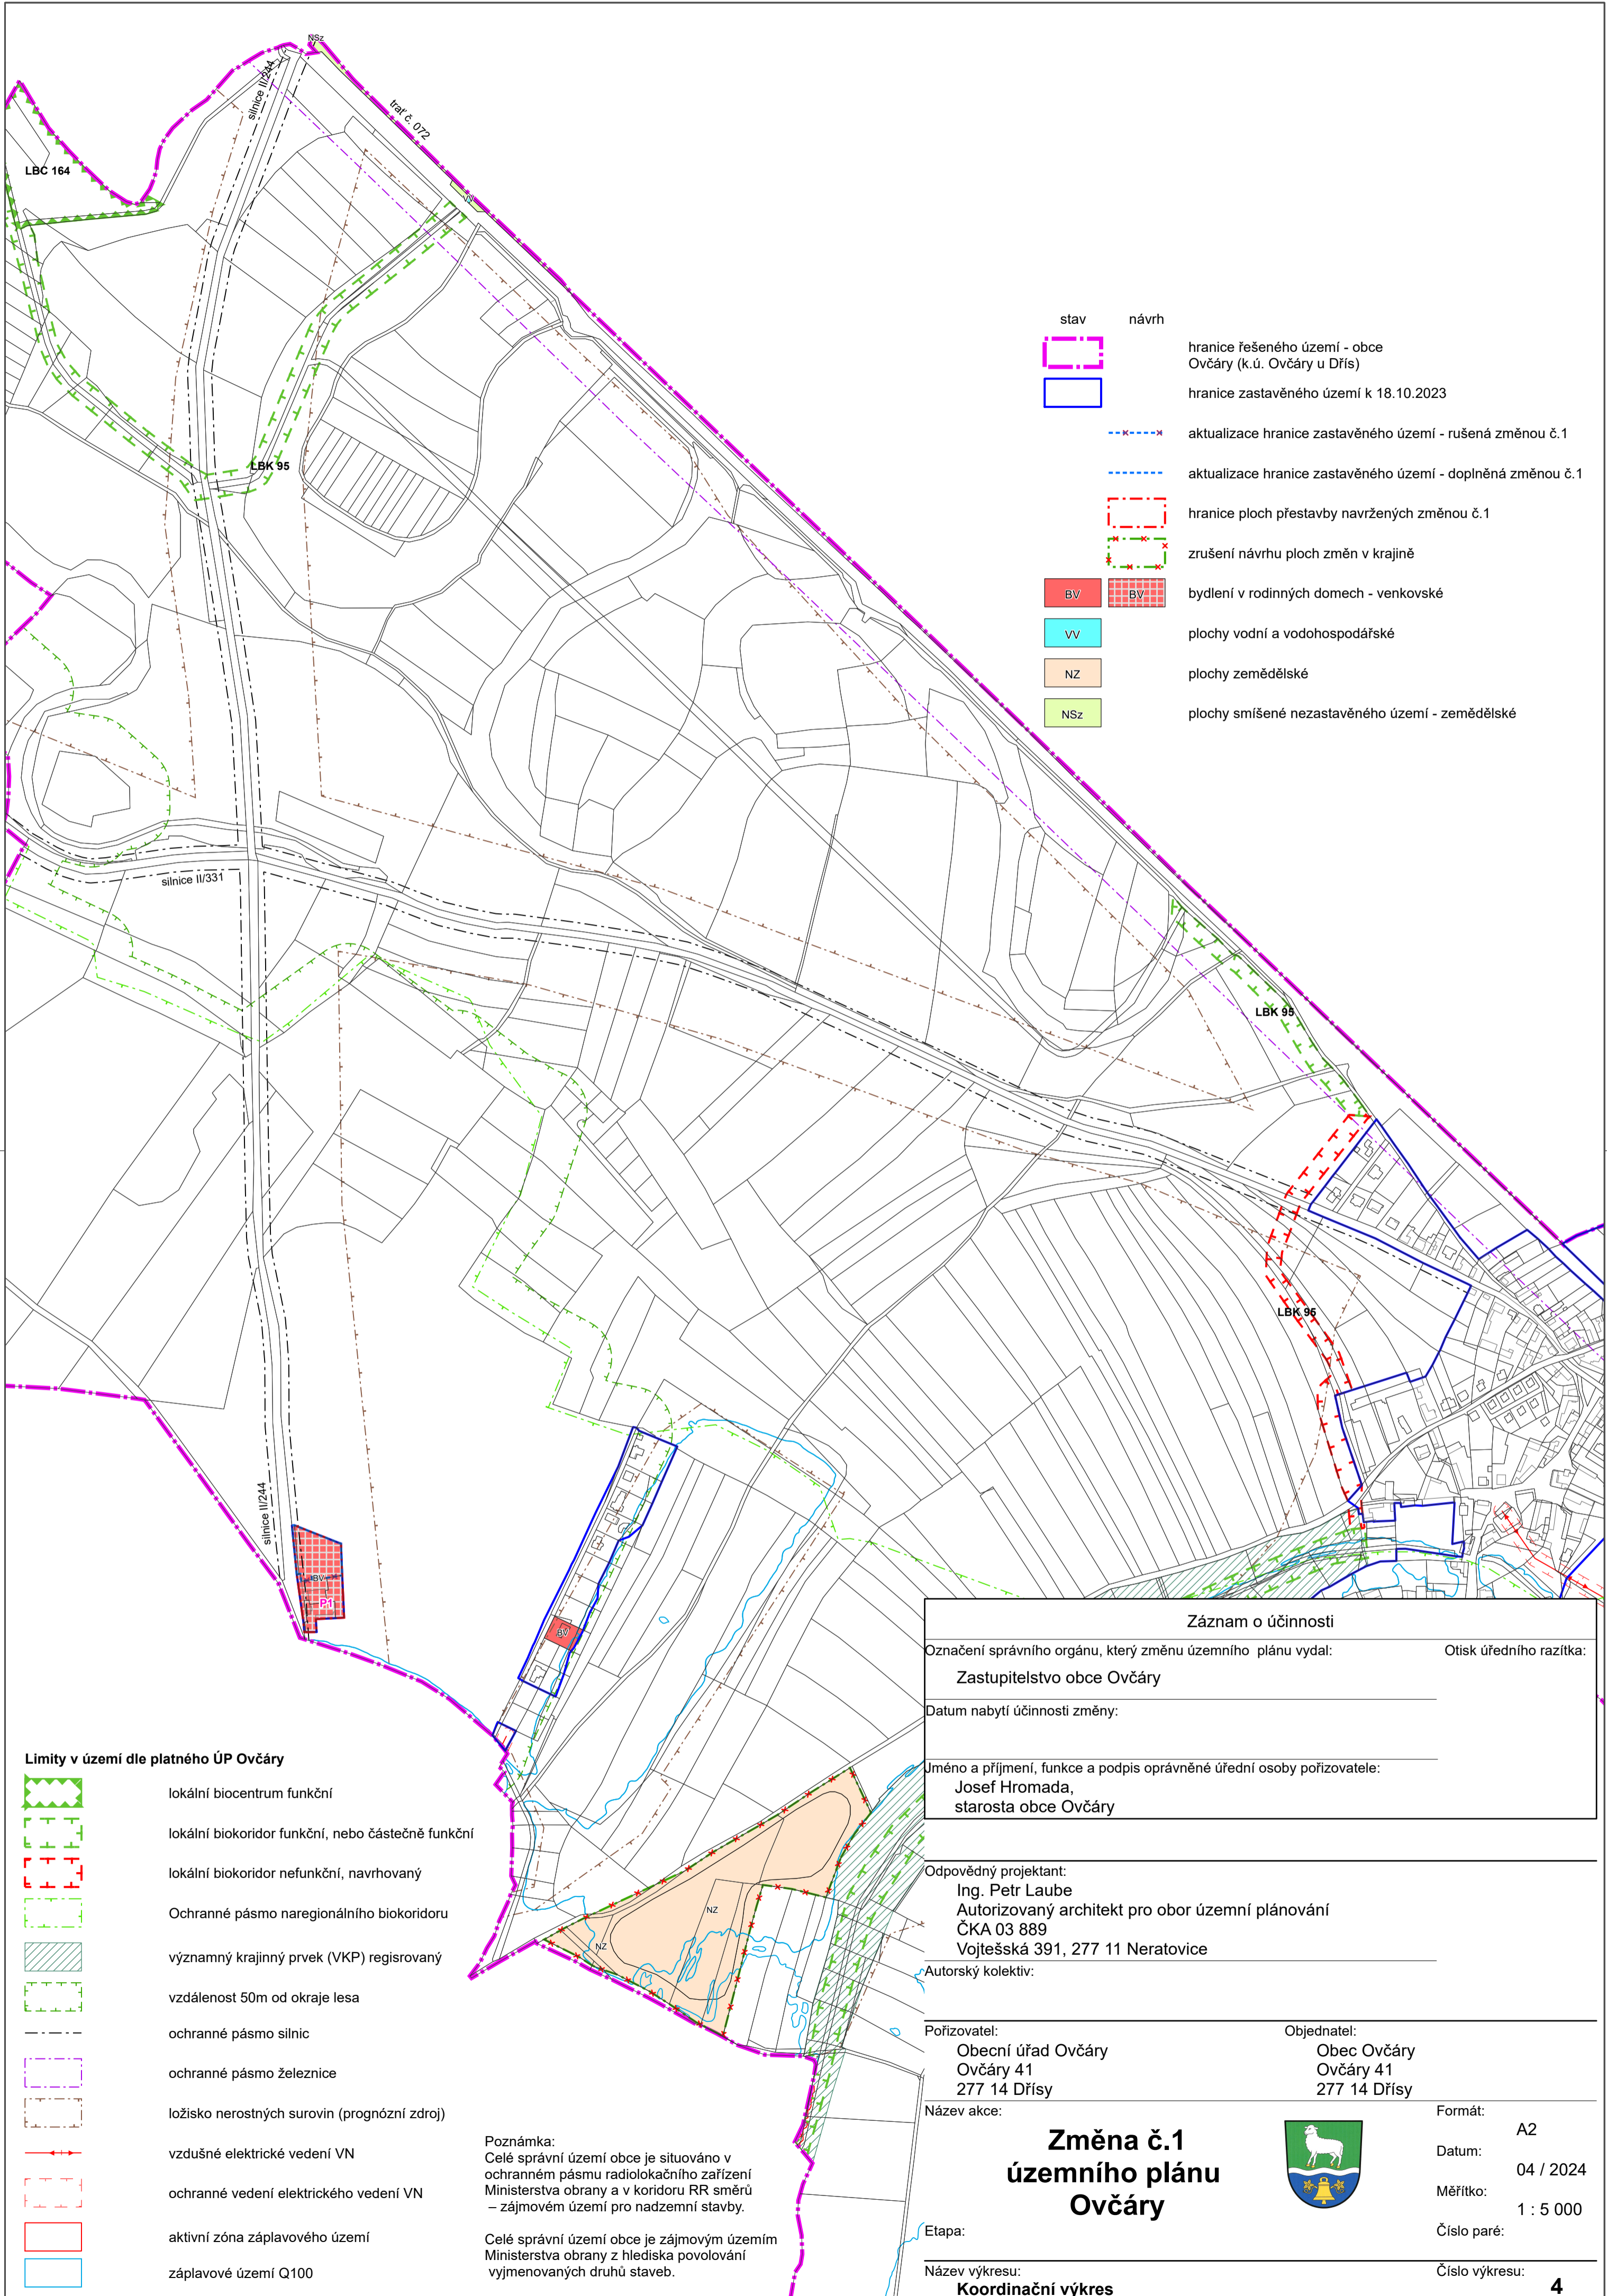 NSz
silnice II/244
trať č. 072
LBC 164
VV
LBK 95
silnice II/331
LBK 95
LBK 95
silnice II/244
BV
P1
BV
NZ
NZ
stav návrh
hranice řešeného území - obce
Ovčáry (k.ú. Ovčáry u Dřís)
hranice zastavěného území k 18.10.2023
aktualizace hranice zastavěného území - rušená změnou č.1
aktualizace hranice zastavěného území - doplněná změnou č.1
hranice ploch přestavby navržených změnou č.1
zrušení návrhu ploch změn v krajině
BV BV bydlení v rodinných domech - venkovské
VV plochy vodní a vodohospodářské
NZ plochy zemědělské
NSz plochy smíšené nezastavěného území - zemědělské
Limity v území dle platného ÚP Ovčáry
lokální biocentrum funkční
lokální biokoridor funkční, nebo částečně funkční
lokální biokoridor nefunkční, navrhovaný
Ochranné pásmo naregionálního biokoridoru
významný krajinný prvek (VKP) regisrovaný
vzdálenost 50m od okraje lesa
ochranné pásmo silnic
ochranné pásmo železnice
ložisko nerostných surovin (prognózní zdroj)
vzdušné elektrické vedení VN
ochranné vedení elektrického vedení VN
aktivní zóna záplavového území
záplavové území Q100
Poznámka:
Celé správní území obce je situováno v
ochranném pásmu radiolokačního zařízení
Ministerstva obrany a v koridoru RR směrů
– zájmovém území pro nadzemní stavby.
Celé správní území obce je zájmovým územím
Ministerstva obrany z hlediska povolování
vyjmenovaných druhů staveb.
Záznam o účinnosti
Označení správního orgánu, který změnu územního plánu vydal: Otisk úředního razítka:
Zastupitelstvo obce Ovčáry
Datum nabytí účinnosti změny:
Jméno a příjmení, funkce a podpis oprávněné úřední osoby pořizovatele:
Josef Hromada,
starosta obce Ovčáry
Odpovědný projektant:
Ing. Petr Laube
Autorizovaný architekt pro obor územní plánování
ČKA 03 889
Vojtešská 391, 277 11 Neratovice
Autorský kolektiv:
Pořizovatel: Objednatel:
Obecní úřad Ovčáry Obec Ovčáry
Ovčáry 41 Ovčáry 41
277 14 Dřísy 277 14 Dřísy
Název akce: Formát:
A2
Změna č.1
územního plánu
Ovčáry
Datum:
04 / 2024
Měřítko:
1 : 5 000
Etapa: Číslo paré:
Název výkresu: Číslo výkresu:
Koordinační výkres 4